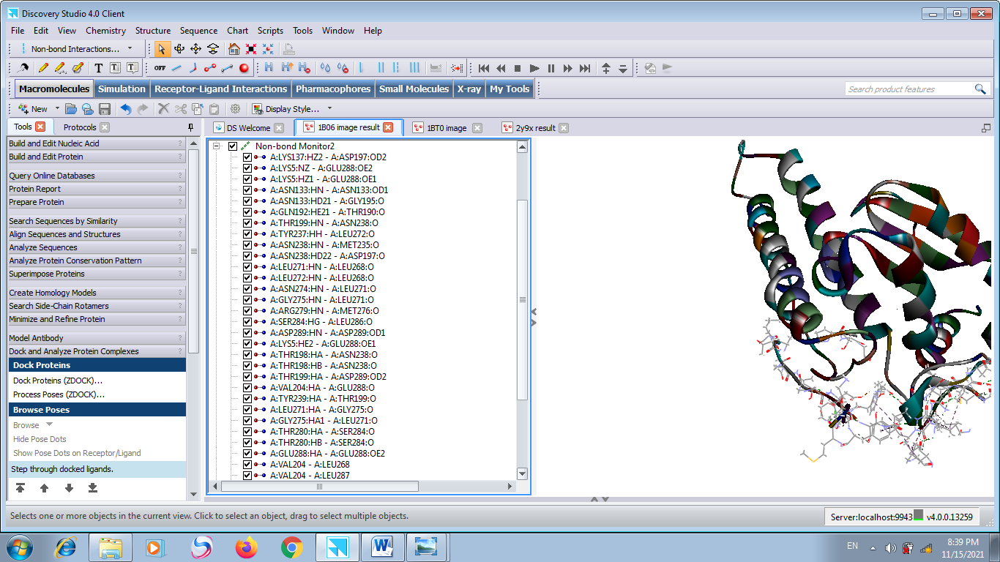 Discovery Studio 4.0 Client
File Edit View Chemistry Structure Sequence Chart Scripts Tools Window Help
Non-bond Interactions...
T T T
OFF H H H
Macromolecules Simulation Receptor-Ligand Interactions Pharmacophores Small Molecules X-ray My Tools Search product features
New Display Style...
Tools Protocols DS Welcome 1B06 image result 1BT0 image 2y9x result
Build and Edit Nucleic Acid ?
Build and Edit Protein ?
Query Online Databases ?
Protein Report ?
Prepare Protein ?
Search Sequences by Similarity ?
Align Sequences and Structures ?
Analyze Sequences ?
Analyze Protein Conservation Pattern ?
Superimpose Proteins ?
Create Homology Models ?
Search Side-Chain Rotamers ?
Minimize and Refine Protein ?
Model Antibody ?
Dock and Analyze Protein Complexes ?
Dock Proteins
Dock Proteins (ZDOCK)...
Process Poses (ZDOCK)...
Browse Poses
Browse
Hide Pose Dots
Show Pose Dots on Receptor/Ligand
Step through docked ligands.
Non-bond Monitor2
A:LYS137:HZ2 - A:ASP197:OD2
A:LYS5:NZ - A:GLU288:OE2
A:LYS5:HZ1 - A:GLU288:OE1
A:ASN133:HN - A:ASN133:OD1
A:ASN133:HD21 - A:GLY195:O
A:GLN192:HE21 - A:THR190:O
A:THR199:HN - A:ASN238:O
A:TYR237:HH - A:LEU272:O
A:ASN238:HN - A:MET235:O
A:ASN238:HD22 - A:ASP197:O
A:LEU271:HN - A:LEU268:O
A:LEU272:HN - A:LEU268:O
A:ASN274:HN - A:LEU271:O
A:GLY275:HN - A:LEU271:O
A:ARG279:HN - A:MET276:O
A:SER284:HG - A:LEU286:O
A:ASP289:HN - A:ASP289:OD1
A:LYS5:HE2 - A:GLU288:OE1
A:THR198:HA - A:ASN238:O
A:THR198:HB - A:ASN238:O
A:THR199:HA - A:ASP289:OD2
A:VAL204:HA - A:GLU288:O
A:TYR239:HA - A:THR199:O
A:LEU271:HA - A:GLY275:O
A:GLY275:HA1 - A:LEU271:O
A:THR280:HA - A:SER284:O
A:THR280:HB - A:SER284:O
A:GLU288:HA - A:GLU288:OE2
A:VAL204 - A:LEU268
A:VAL204 - A:LEU287
Selects one or more objects in the current view. Click to select an object, drag to select multiple objects.
Server:localhost:9943 v4.0.0.13259
EN 8:39 PM
11/15/2021